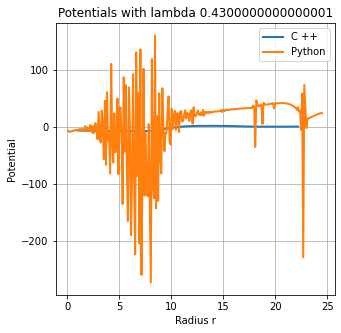 Potentials with lambda 0.4300000000000001
C ++
Python
100
0
−100
−200
Potential
0
5
10
15
20
25
Radius r